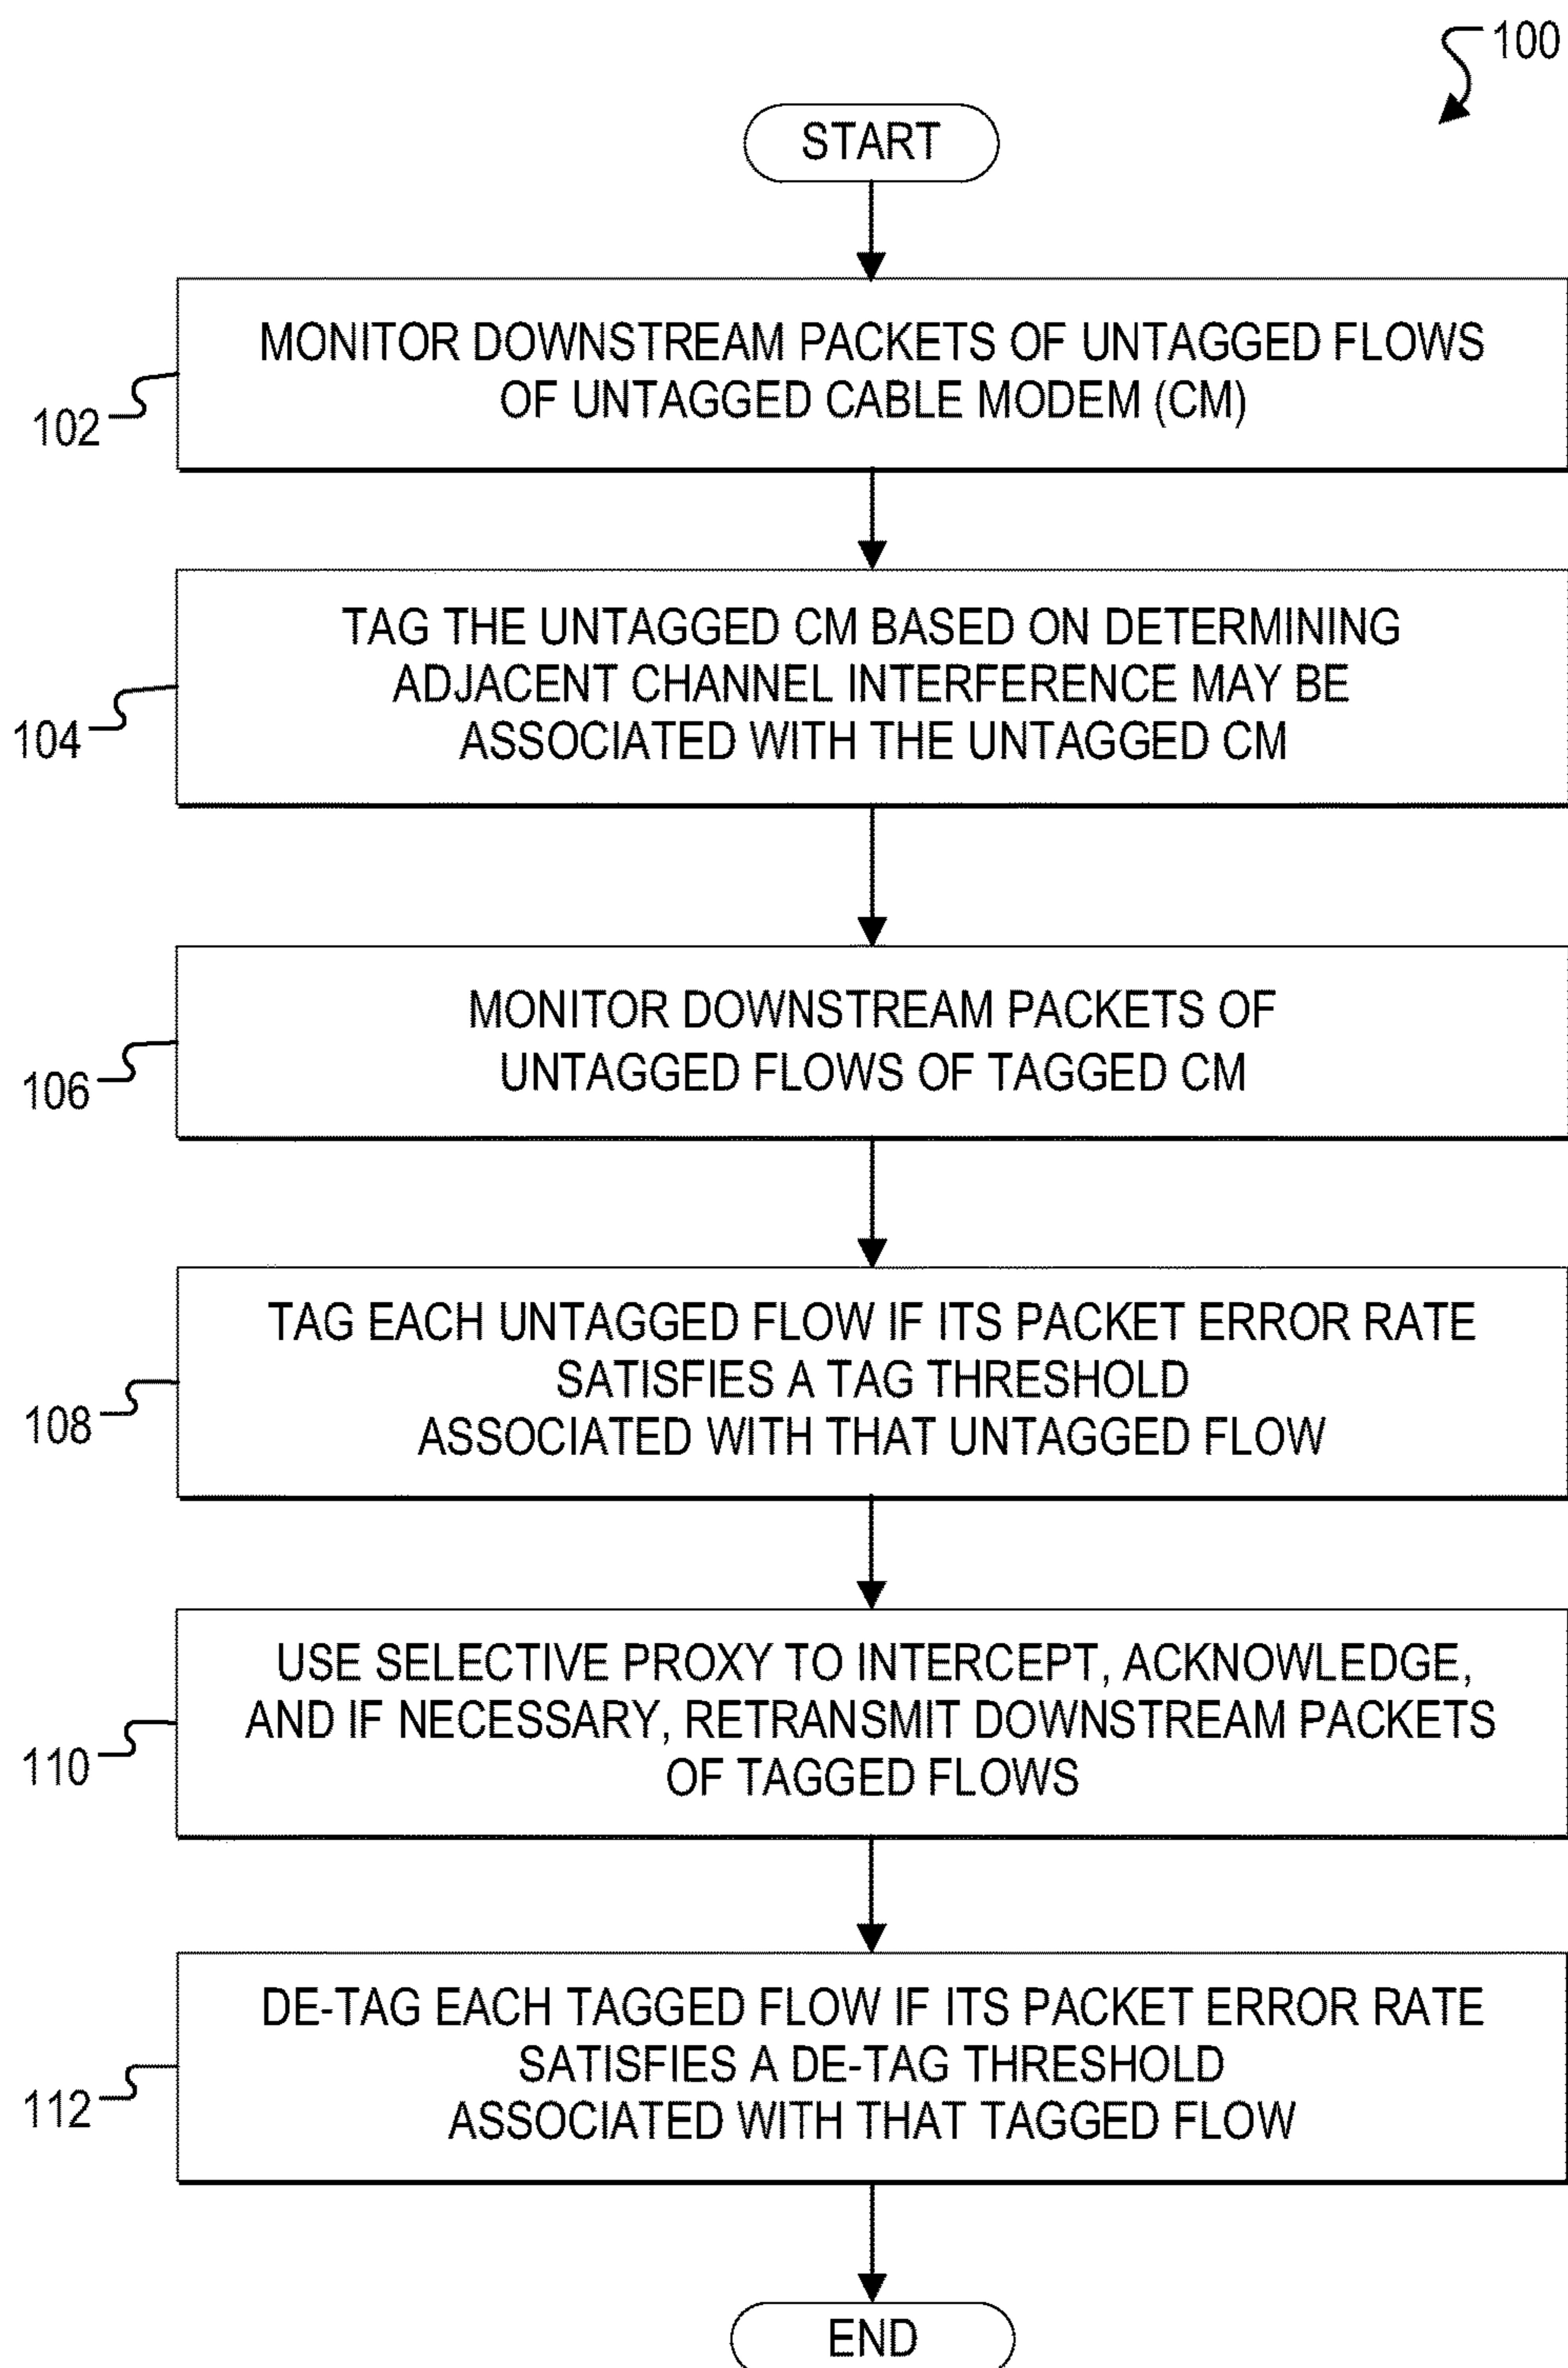 100
START
MONITOR DOWNSTREAM PACKETS OF UNTAGGED FLOWS
OF UNTAGGED CABLE MODEM (CM)
102
TAG THE UNTAGGED CM BASED ON DETERMINING
ADJACENT CHANNEL INTERFERENCE MAY BE
ASSOCIATED WITH THE UNTAGGED CM
104
MONITOR DOWNSTREAM PACKETS OF
UNTAGGED FLOWS OF TAGGED CM
106
TAG EACH UNTAGGED FLOW IF ITS PACKET ERROR RATE
SATISFIES A TAG THRESHOLD
ASSOCIATED WITH THAT UNTAGGED FLOW
108
USE SELECTIVE PROXY TO INTERCEPT, ACKNOWLEDGE,
AND IF NECESSARY, RETRANSMIT DOWNSTREAM PACKETS
OF TAGGED FLOWS
110
DE-TAG EACH TAGGED FLOW IF ITS PACKET ERROR RATE
SATISFIES A DE-TAG THRESHOLD
ASSOCIATED WITH THAT TAGGED FLOW
112
END